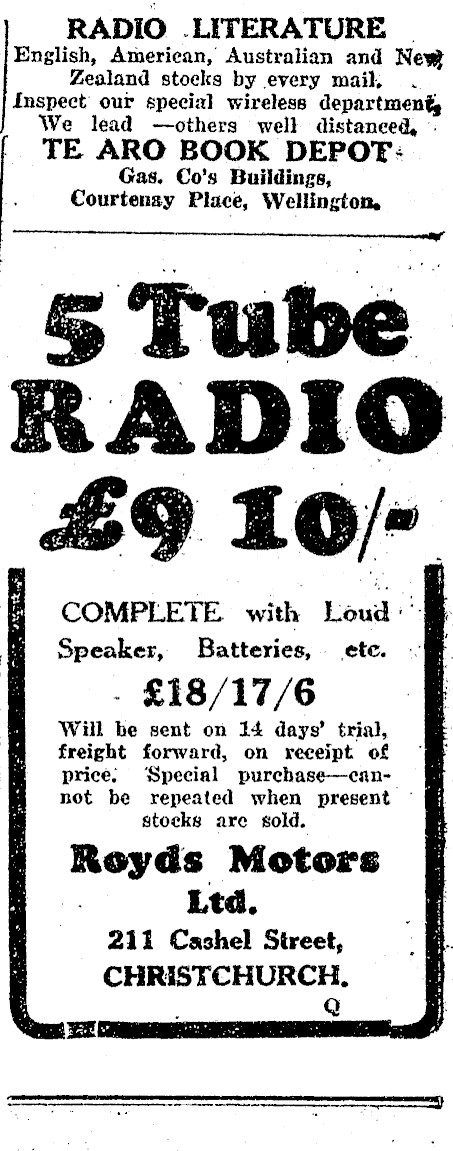 RADIO LITERATURE
English, American, Australian and New
Zealand stocks by every mail.
Inspect our special wireless department,
We lead —others well distanced.
TE ARO BOOK DEPOT
Gas. Co's Buildings,
Courtenay Place, Wellington.
5 Tube
RADIO
£9 10/-
COMPLETE with Loud
Speaker, Batteries, etc.
£18/17/6
Will be sent on 14 days' trial,
freight forward, on receipt of
price. Special purchase—can-
not be repeated when present
stocks are sold.
Royds Motors
Ltd.
211 Cashel Street,
CHRISTCHURCH.
Q